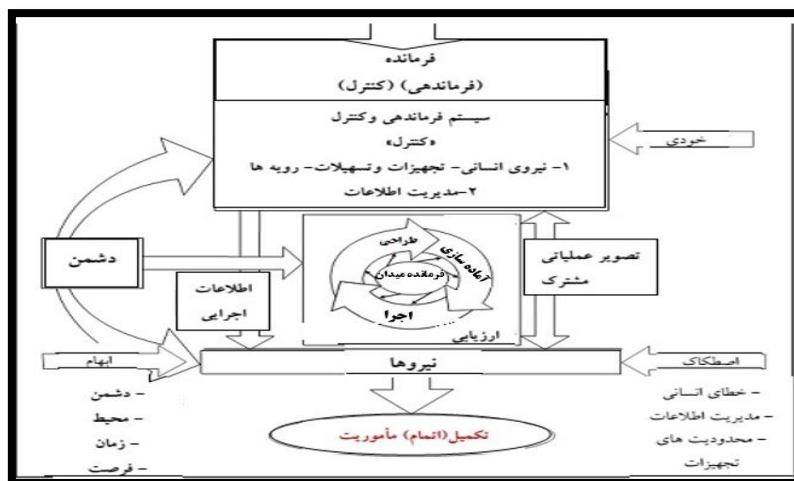 فرمانده
(فرماندهی) (کنترل)
سیستم فرماندهی وکنترل
«کنترل»
۱- نیروی انسانی- تجهیزات وتسهیلات- رویه ها
۲-مدیریت اطلاعات
خودی
دشمن
طراحی
آماده سازی
فرمانده میدان
اجرا
ارزیابی
اطلاعات
اجرایی
تصویر عملیاتی
مشترک
ابهام
نیروها
اصطکاک
- دشمن
- محیط
- زمان
- فرصت
تکمیل(اتمام) مأموریت
- خطای انسانی
- مدیریت اطلاعات
- محدودیت های
تجهیزات